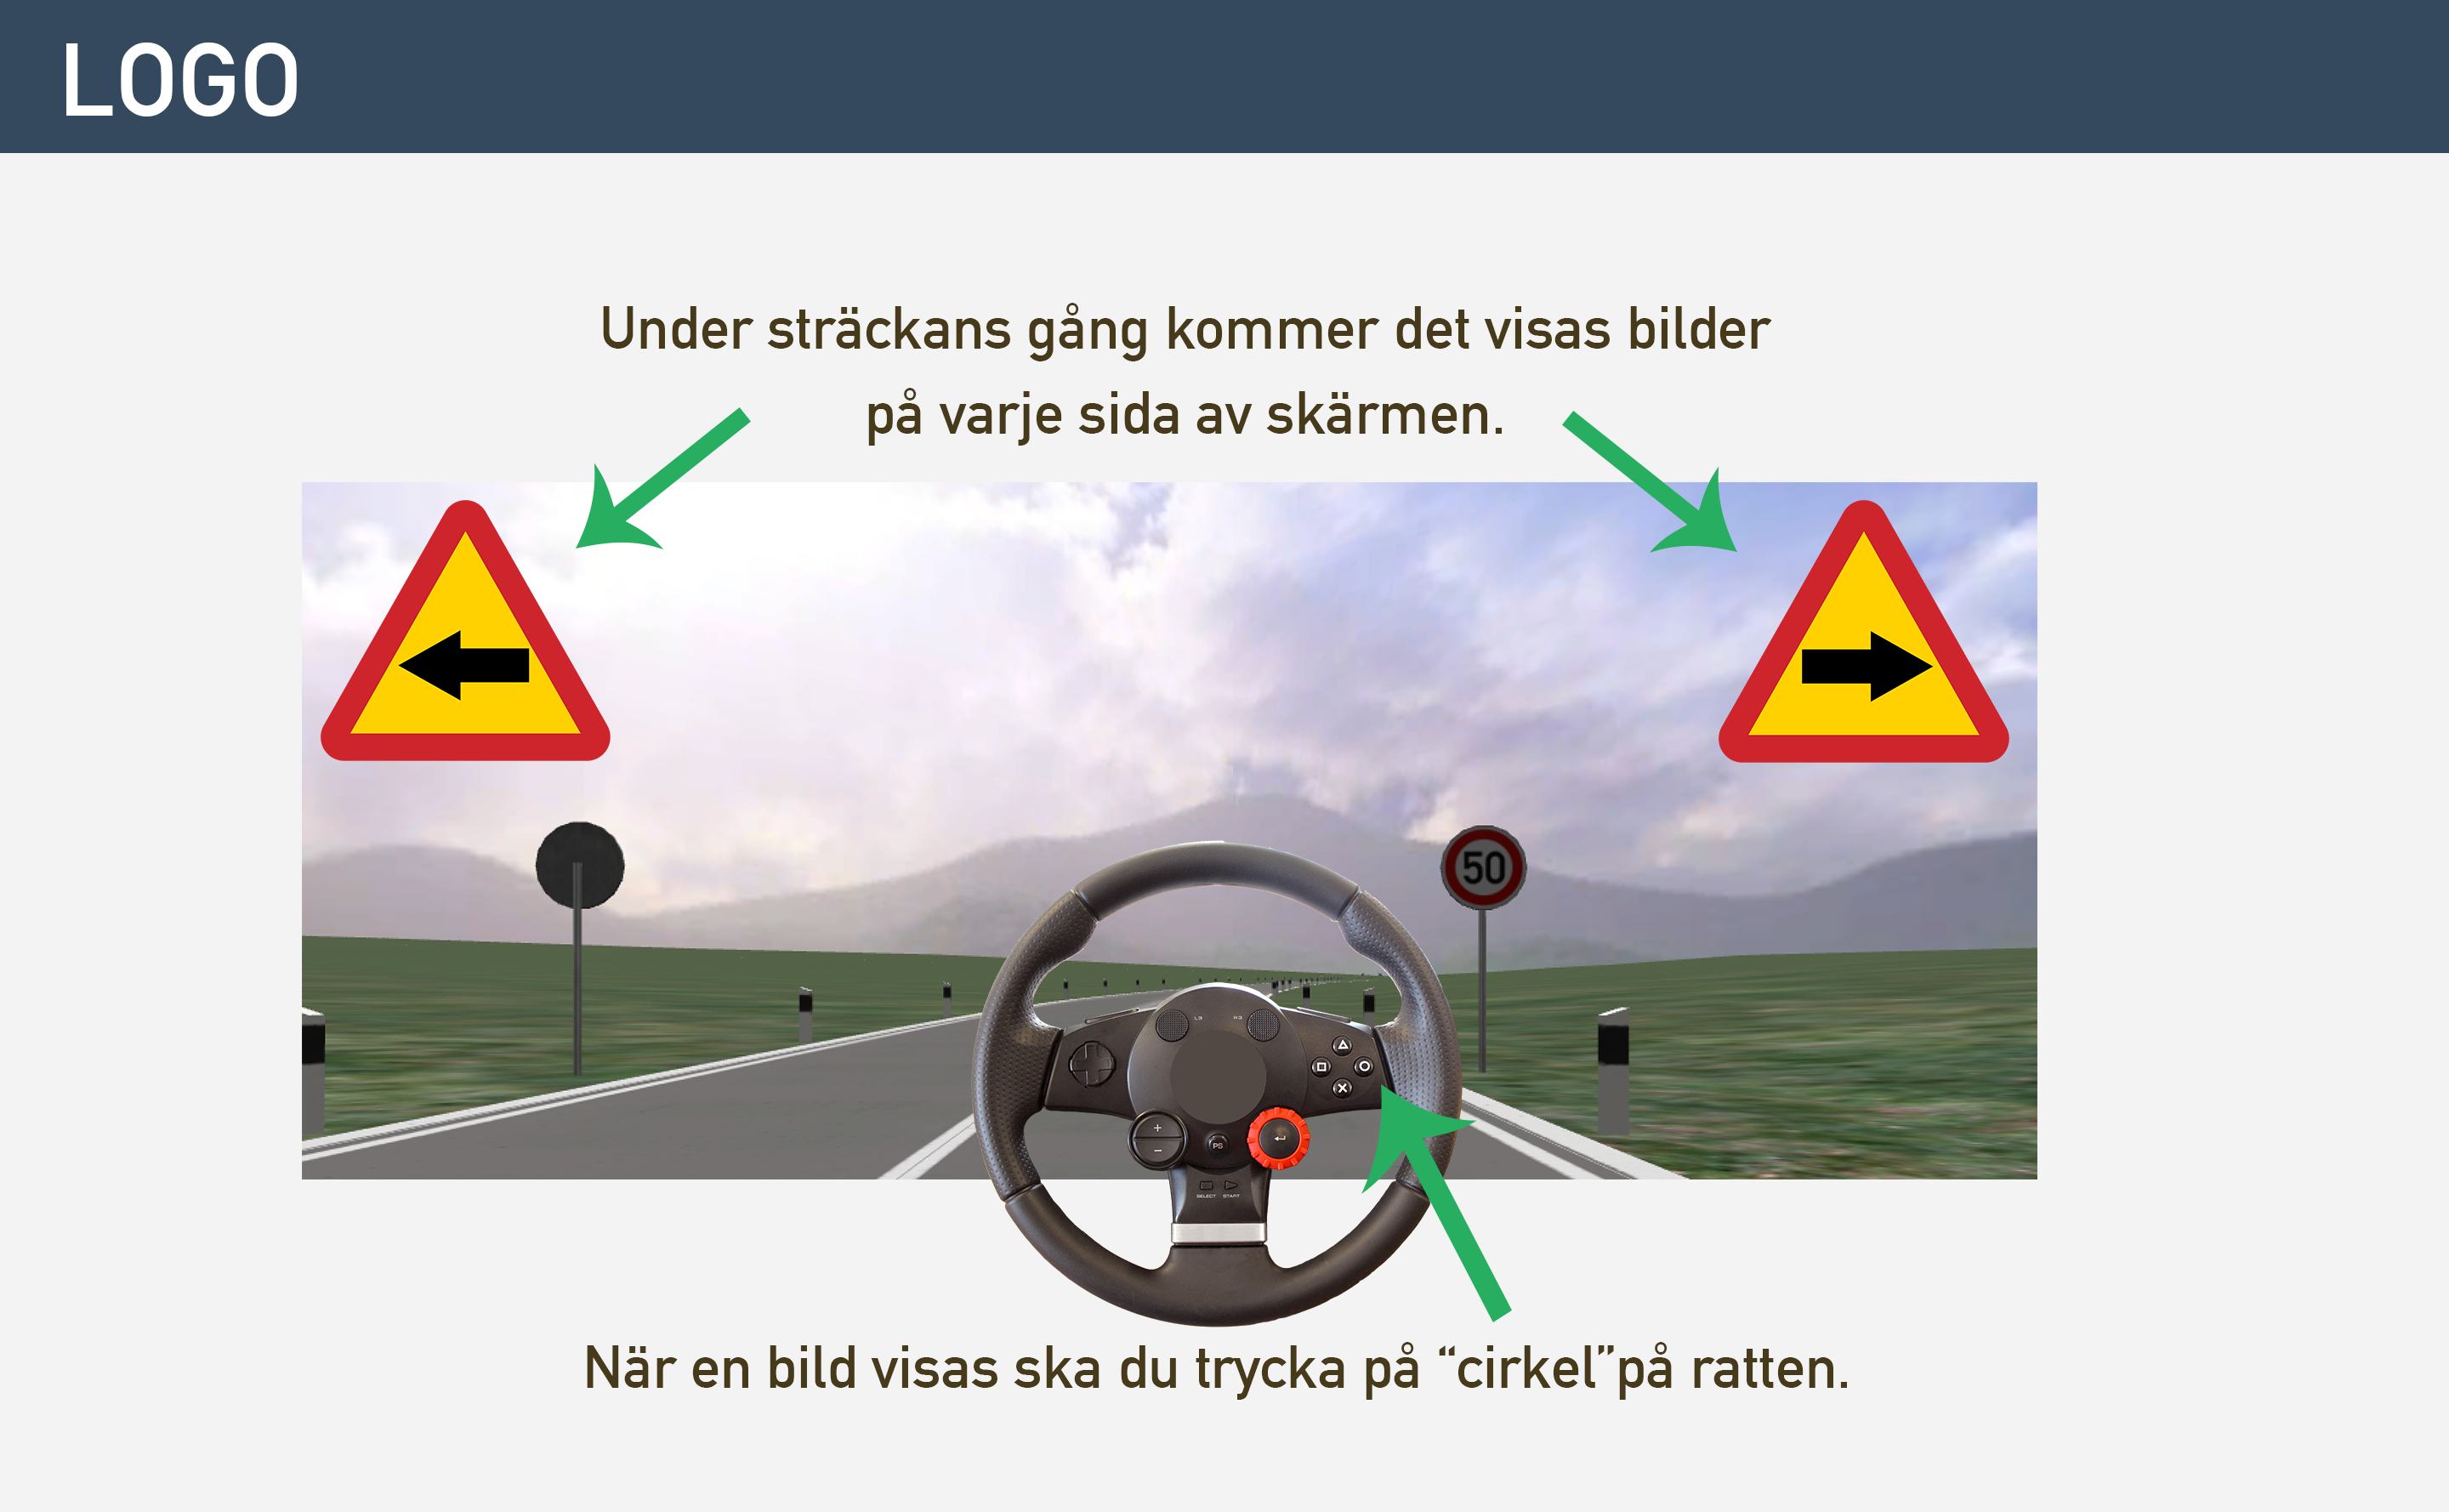 LOGO
Under sträckans gång kommer det visas bilder
på varje sida av skärmen.
50
L3 R3
+
−
PS
SELECT START
När en bild visas ska du trycka på “cirkel”på ratten.